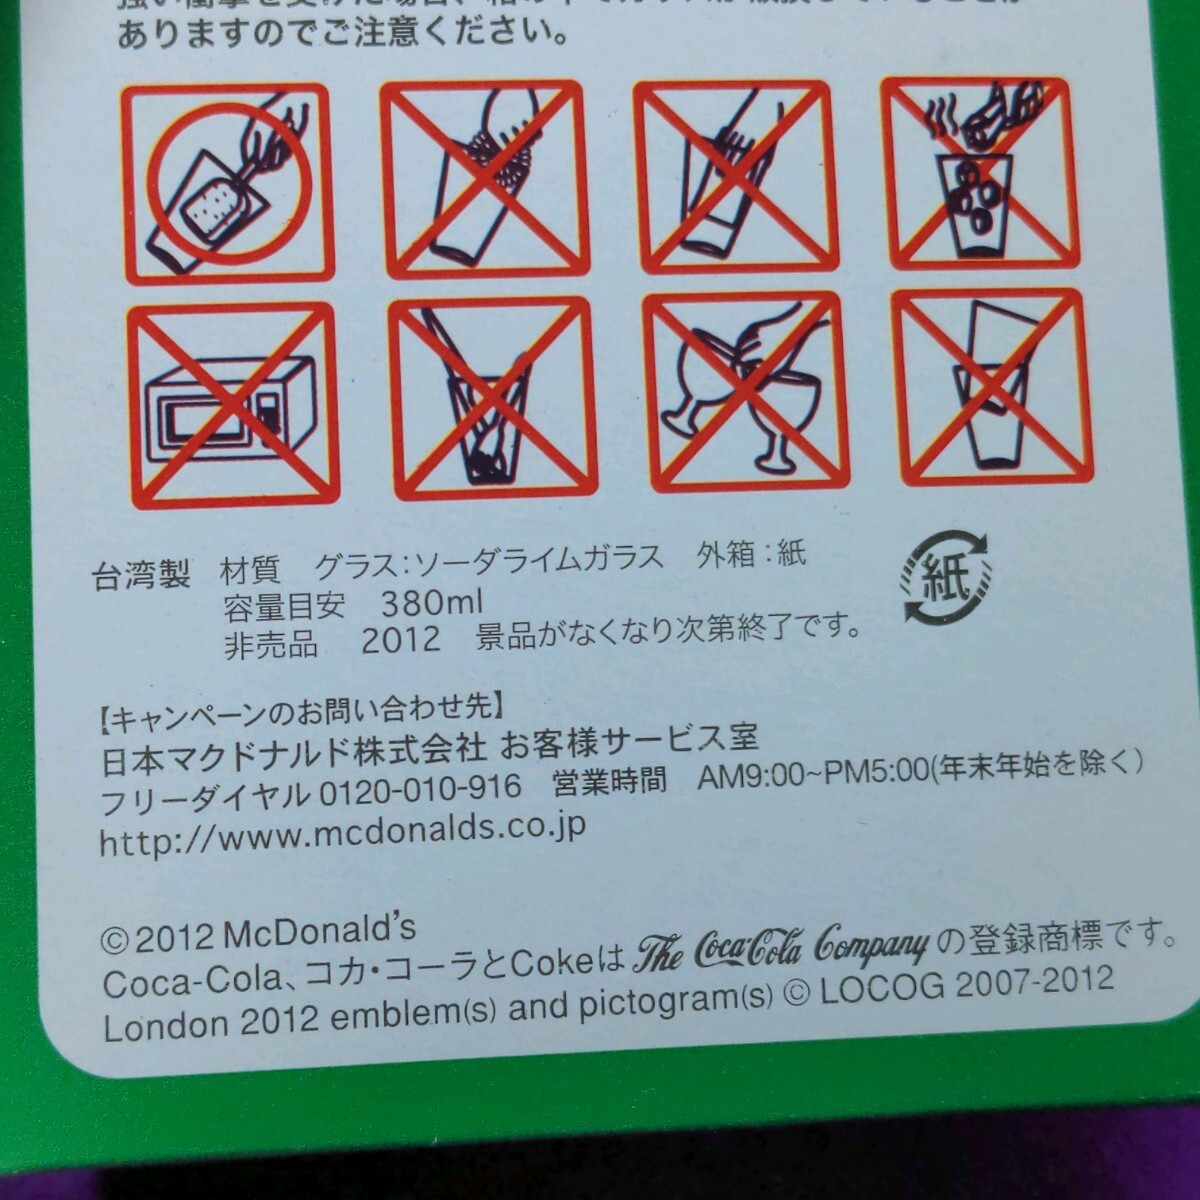 ありますのでご注意ください。
台湾製 材質 グラス:ソーダライムガラス 外箱:紙
容量目安 380ml
非売品 2012 景品がなくなり次第終了です。
紙
【キャンペーンのお問い合わせ先】
日本マクドナルド株式会社 お客様サービス室
フリーダイヤル 0120-010-916 営業時間 AM9:00~PM5:00(年末年始を除く)
http://www.mcdonalds.co.jp
©2012 McDonald's
Coca-Cola、コカ・コーラとCokeは The Coca-Cola Company の登録商標です。
London 2012 emblem(s) and pictogram(s) © LOCOG 2007-2012